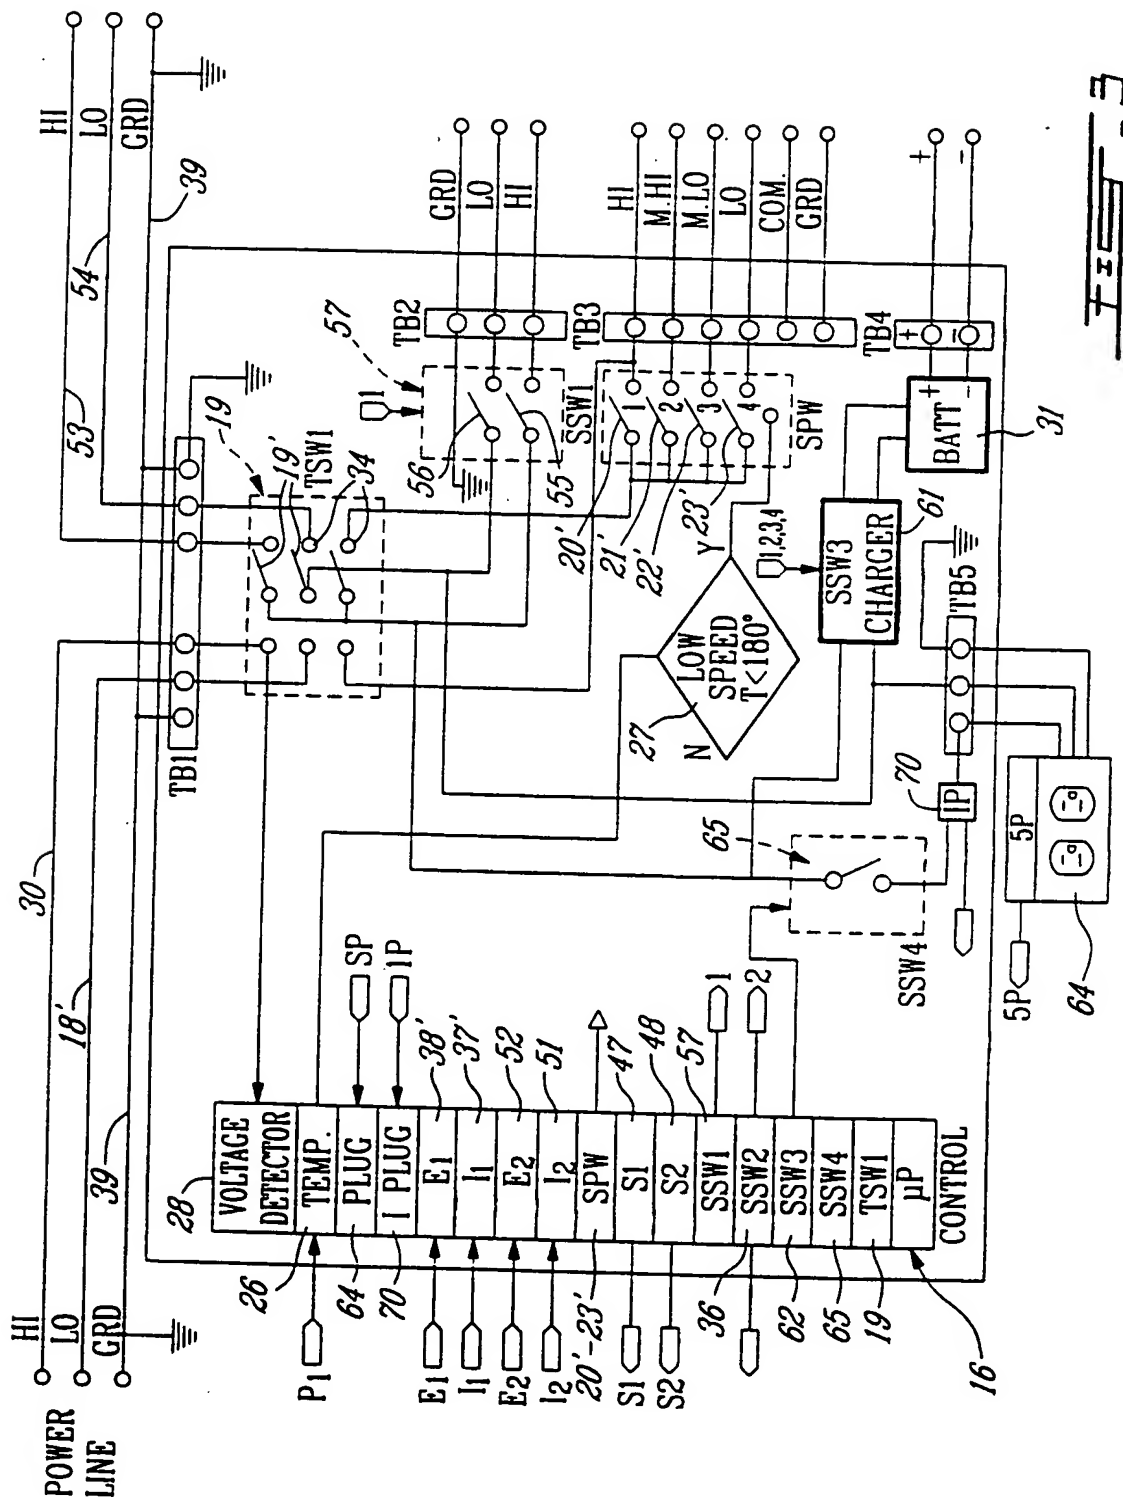 POWER
LINE
HI
LO
GRD
30
18'
39
53
54
39
HI
LO
GRD
TB1
19
19'
TSW1
34
28
VOLTAGE
DETECTOR
26
TEMP.
P1
64
PLUG
SP
70
I PLUG
1P
E1
E1
38'
I1
I1
37'
E2
E2
52
I2
I2
51
20'-23'
SPW
S1
S1
47
S2
S2
48
SSW1
57
1
36
SSW2
2
62
SSW3
65
SSW4
19
TSW1
µP
CONTROL
16
1
57
TB2
GRD
LO
HI
56
55
SSW1
TB3
20'
21'
22'
23'
1
2
3
4
SPW
HI
M.HI
M.LO
LO
COM.
GRD
27
N
LOW
SPEED
T<180°
Y
1,2,3,4
SSW3
CHARGER
61
TB4
+
-
+
-
+
-
BATT
31
65
SSW4
70
1P
TB5
5P
5P
64
FIG. 3